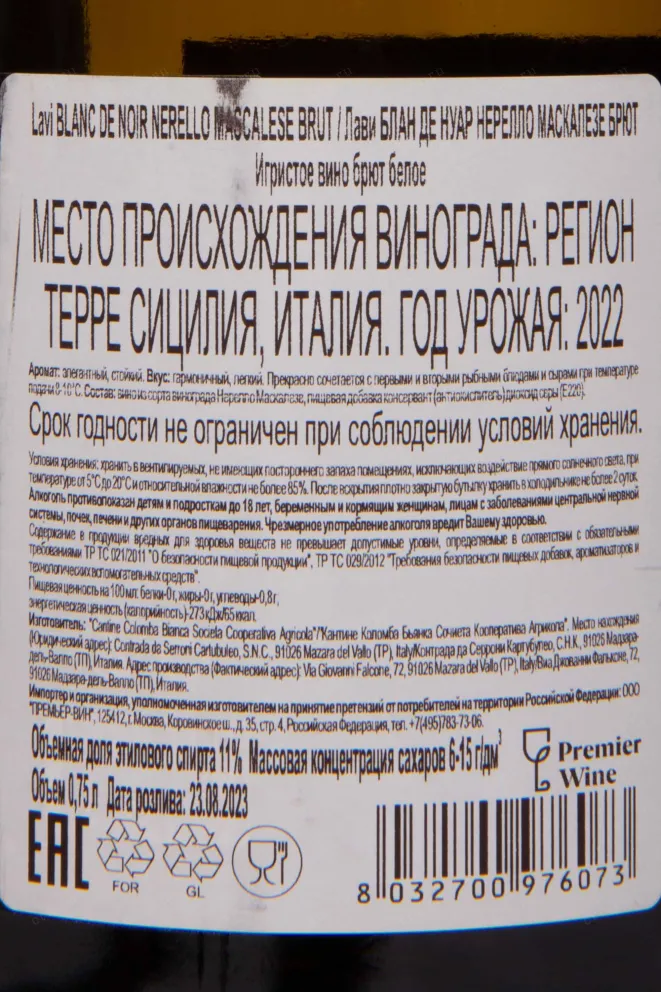 Lavi BLANC DE NOIR NERELLO MASCALESE BRUT / Лави БЛАН ДЕ НУАР НЕРЕЛЛО МАСКАЛЕЗЕ БРЮТ
Игристое вино брют белое
МЕСТО ПРОИСХОЖДЕНИЯ ВИНОГРАДА: РЕГИОН
ТЕРРЕ СИЦИЛИЯ, ИТАЛИЯ. ГОД УРОЖАЯ: 2022
Аромат: элегантный, стойкий. Вкус: гармоничный, легкий. Прекрасно сочетается с первыми и вторыми рыбными блюдами и сырами при температуре
подачи 8-10°С. Состав: вино из сорта винограда Нерелло Маскалезе, пищевая добавка консервант (антиокислитель) диоксид серы (Е220).
Срок годности не ограничен при соблюдении условий хранения.
Условия хранения: хранить в вентилируемых, не имеющих постороннего запаха помещениях, исключающих воздействие прямого солнечного света, при
температуре от 5°С до 20°С и относительной влажности не более 85%. После вскрытия плотно закрытую бутылку хранить в холодильнике не более 2 суток.
Алкоголь противопоказан детям и подросткам до 18 лет, беременным и кормящим женщинам, лицам с заболеваниями центральной нервной
системы, почек, печени и других органов пищеварения. Чрезмерное употребление алкоголя вредит Вашему здоровью.
Содержание в продукции вредных для здоровья веществ не превышает допустимые уровни, определяемые в соответствии с обязательными
требованиями ТР ТС 021/2011 "О безопасности пищевой продукции", ТР ТС 029/2012 "Требования безопасности пищевых добавок, ароматизаторов и
технологических вспомогательных средств".
Пищевая ценность на 100 мл: белки-0г, жиры-0г, углеводы-0,8г,
энергетическая ценность (калорийность)-273 кДж/65 ккал.
Изготовитель: "Cantine Colomba Bianca Societa Cooperativa Agricola"/"Кантине Коломба Бьянка Сочиета Кооператива Агрикола". Место нахождения
(Юридический адрес): Contrada de Serroni Cartubuleo, S.N.C., 91026 Mazara del Vallo (TP), Italy/Контрада да Серрони Картубулео, С.Н.К., 91026 Мадзара-
дель-Валло (ТП), Италия. Адрес производства (Фактический адрес): Via Giovanni Falcone, 72, 91026 Mazara del Vallo (TP), Italy/Виа Джованни Фальконе, 72,
91026 Мадзара-дель-Валло (ТП), Италия.
Импортер и организация, уполномоченная изготовителем на принятие претензий от потребителей на территории Российской Федерации: ООО
"ПРЕМЬЕР-ВИН", 125412, г. Москва, Коровинское ш., д. 35, стр. 4, Российская Федерация, тел. +7(495)783-73-06.
Объемная доля этилового спирта 11% Массовая концентрация сахаров 6-15 г/дм³
Объем 0,75 л Дата розлива: 23.08.2023
Premier
Wine
EAC
FOR
GL
8 032700 976073